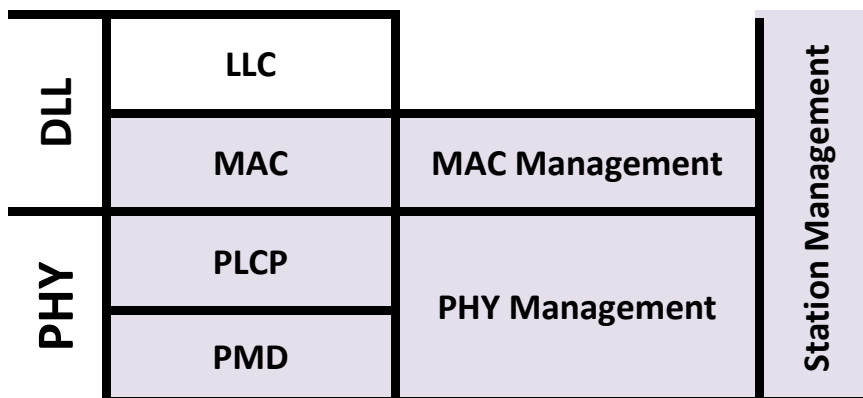 DLL
LLC
MAC
MAC Management
PHY
PLCP
PMD
PHY Management
Station Management